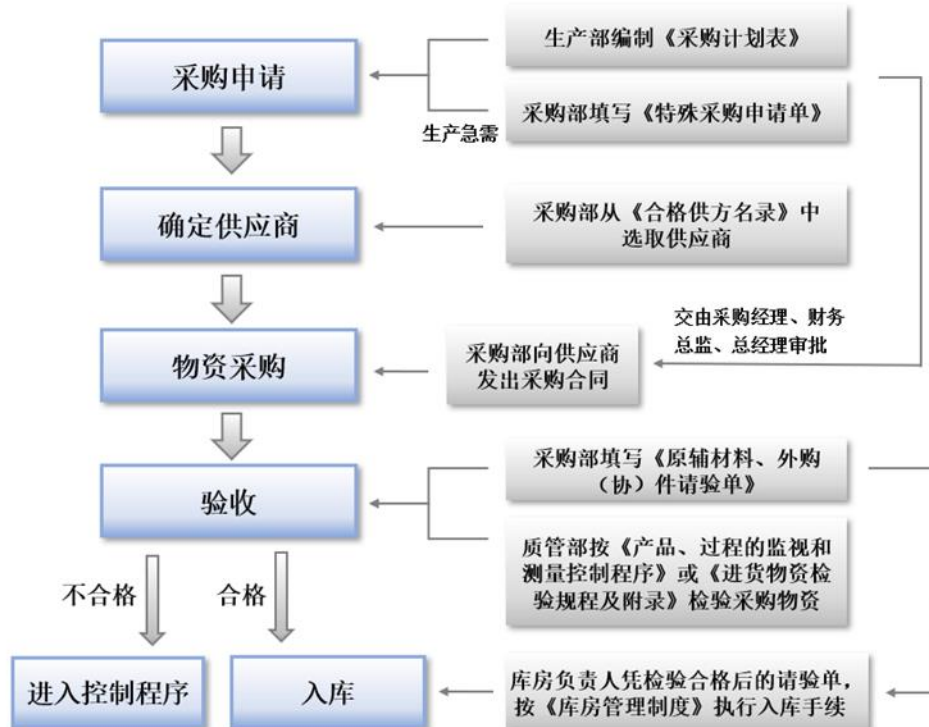 采购申请
生产部编制《采购计划表》
采购部填写《特殊采购申请单》
生产急需
确定供应商
采购部从《合格供方名录》中
选取供应商
交由采购经理、财务
总监、总经理审批
物资采购
采购部向供应商
发出采购合同
验收
采购部填写《原辅材料、外购
（协）件请验单》
质管部按《产品、过程的监视和
测量控制程序》或《进货物资检
验规程及附录》检验采购物资
不合格
合格
进入控制程序
入库
库房负责人凭检验合格后的请验单，
按《库房管理制度》执行入库手续